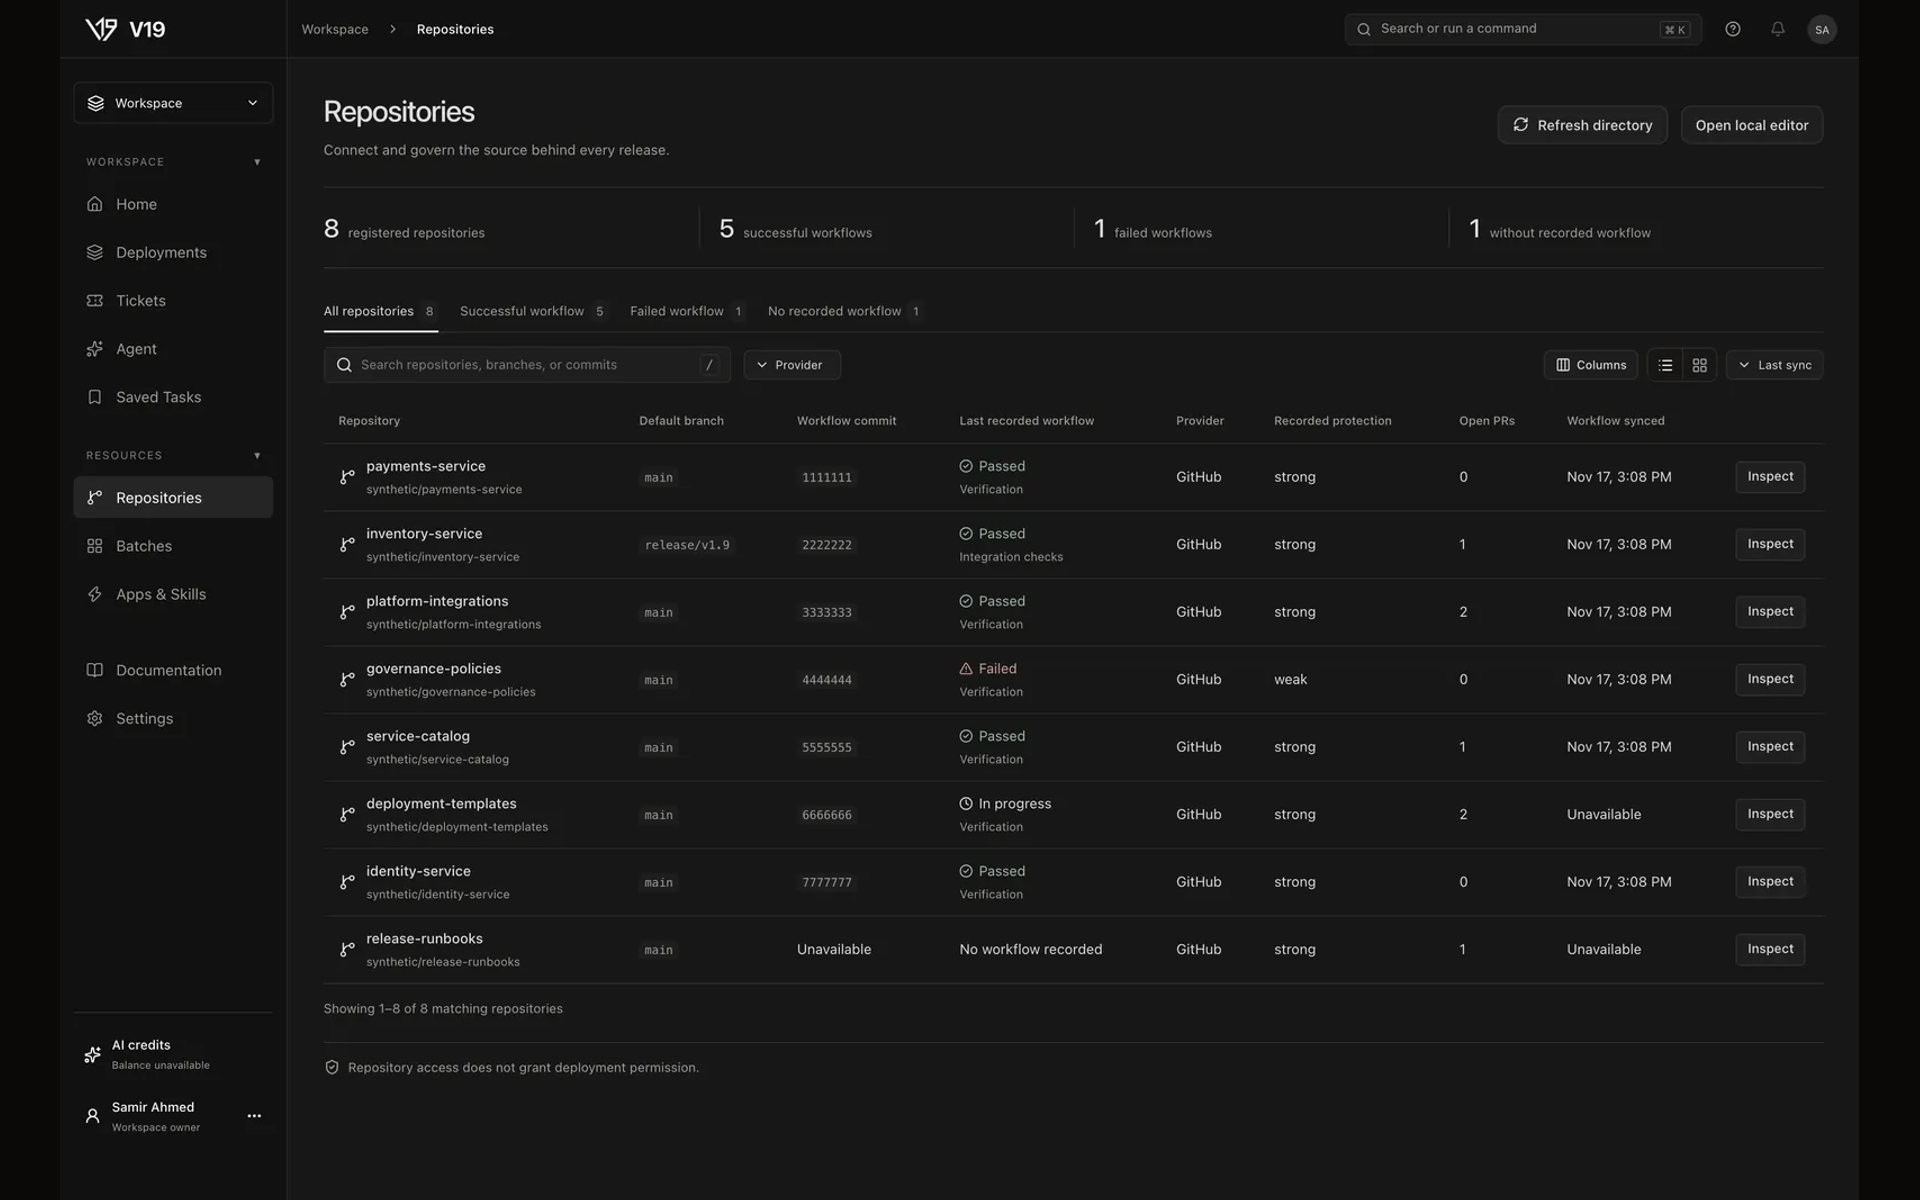 V19
Workspace > Repositories
Search or run a command ⌘ K
SA
Workspace
WORKSPACE
Home
Deployments
Tickets
Agent
Saved Tasks
RESOURCES
Repositories
Batches
Apps & Skills
Documentation
Settings
AI credits
Balance unavailable
Samir Ahmed
Workspace owner
Repositories
Connect and govern the source behind every release.
Refresh directory
Open local editor
8 registered repositories
5 successful workflows
1 failed workflows
1 without recorded workflow
All repositories 8
Successful workflow 5
Failed workflow 1
No recorded workflow 1
Search repositories, branches, or commits /
Provider
Columns
Last sync
Repository Default branch Workflow commit Last recorded workflow Provider Recorded protection Open PRs Workflow synced
payments-service
synthetic/payments-service
main 1111111
Passed
Verification
GitHub strong 0 Nov 17, 3:08 PM Inspect
inventory-service
synthetic/inventory-service
release/v1.9 2222222
Passed
Integration checks
GitHub strong 1 Nov 17, 3:08 PM Inspect
platform-integrations
synthetic/platform-integrations
main 3333333
Passed
Verification
GitHub strong 2 Nov 17, 3:08 PM Inspect
governance-policies
synthetic/governance-policies
main 4444444
Failed
Verification
GitHub weak 0 Nov 17, 3:08 PM Inspect
service-catalog
synthetic/service-catalog
main 5555555
Passed
Verification
GitHub strong 1 Nov 17, 3:08 PM Inspect
deployment-templates
synthetic/deployment-templates
main 6666666
In progress
Verification
GitHub strong 2 Unavailable Inspect
identity-service
synthetic/identity-service
main 7777777
Passed
Verification
GitHub strong 0 Nov 17, 3:08 PM Inspect
release-runbooks
synthetic/release-runbooks
main Unavailable No workflow recorded GitHub strong 1 Unavailable Inspect
Showing 1–8 of 8 matching repositories
Repository access does not grant deployment permission.